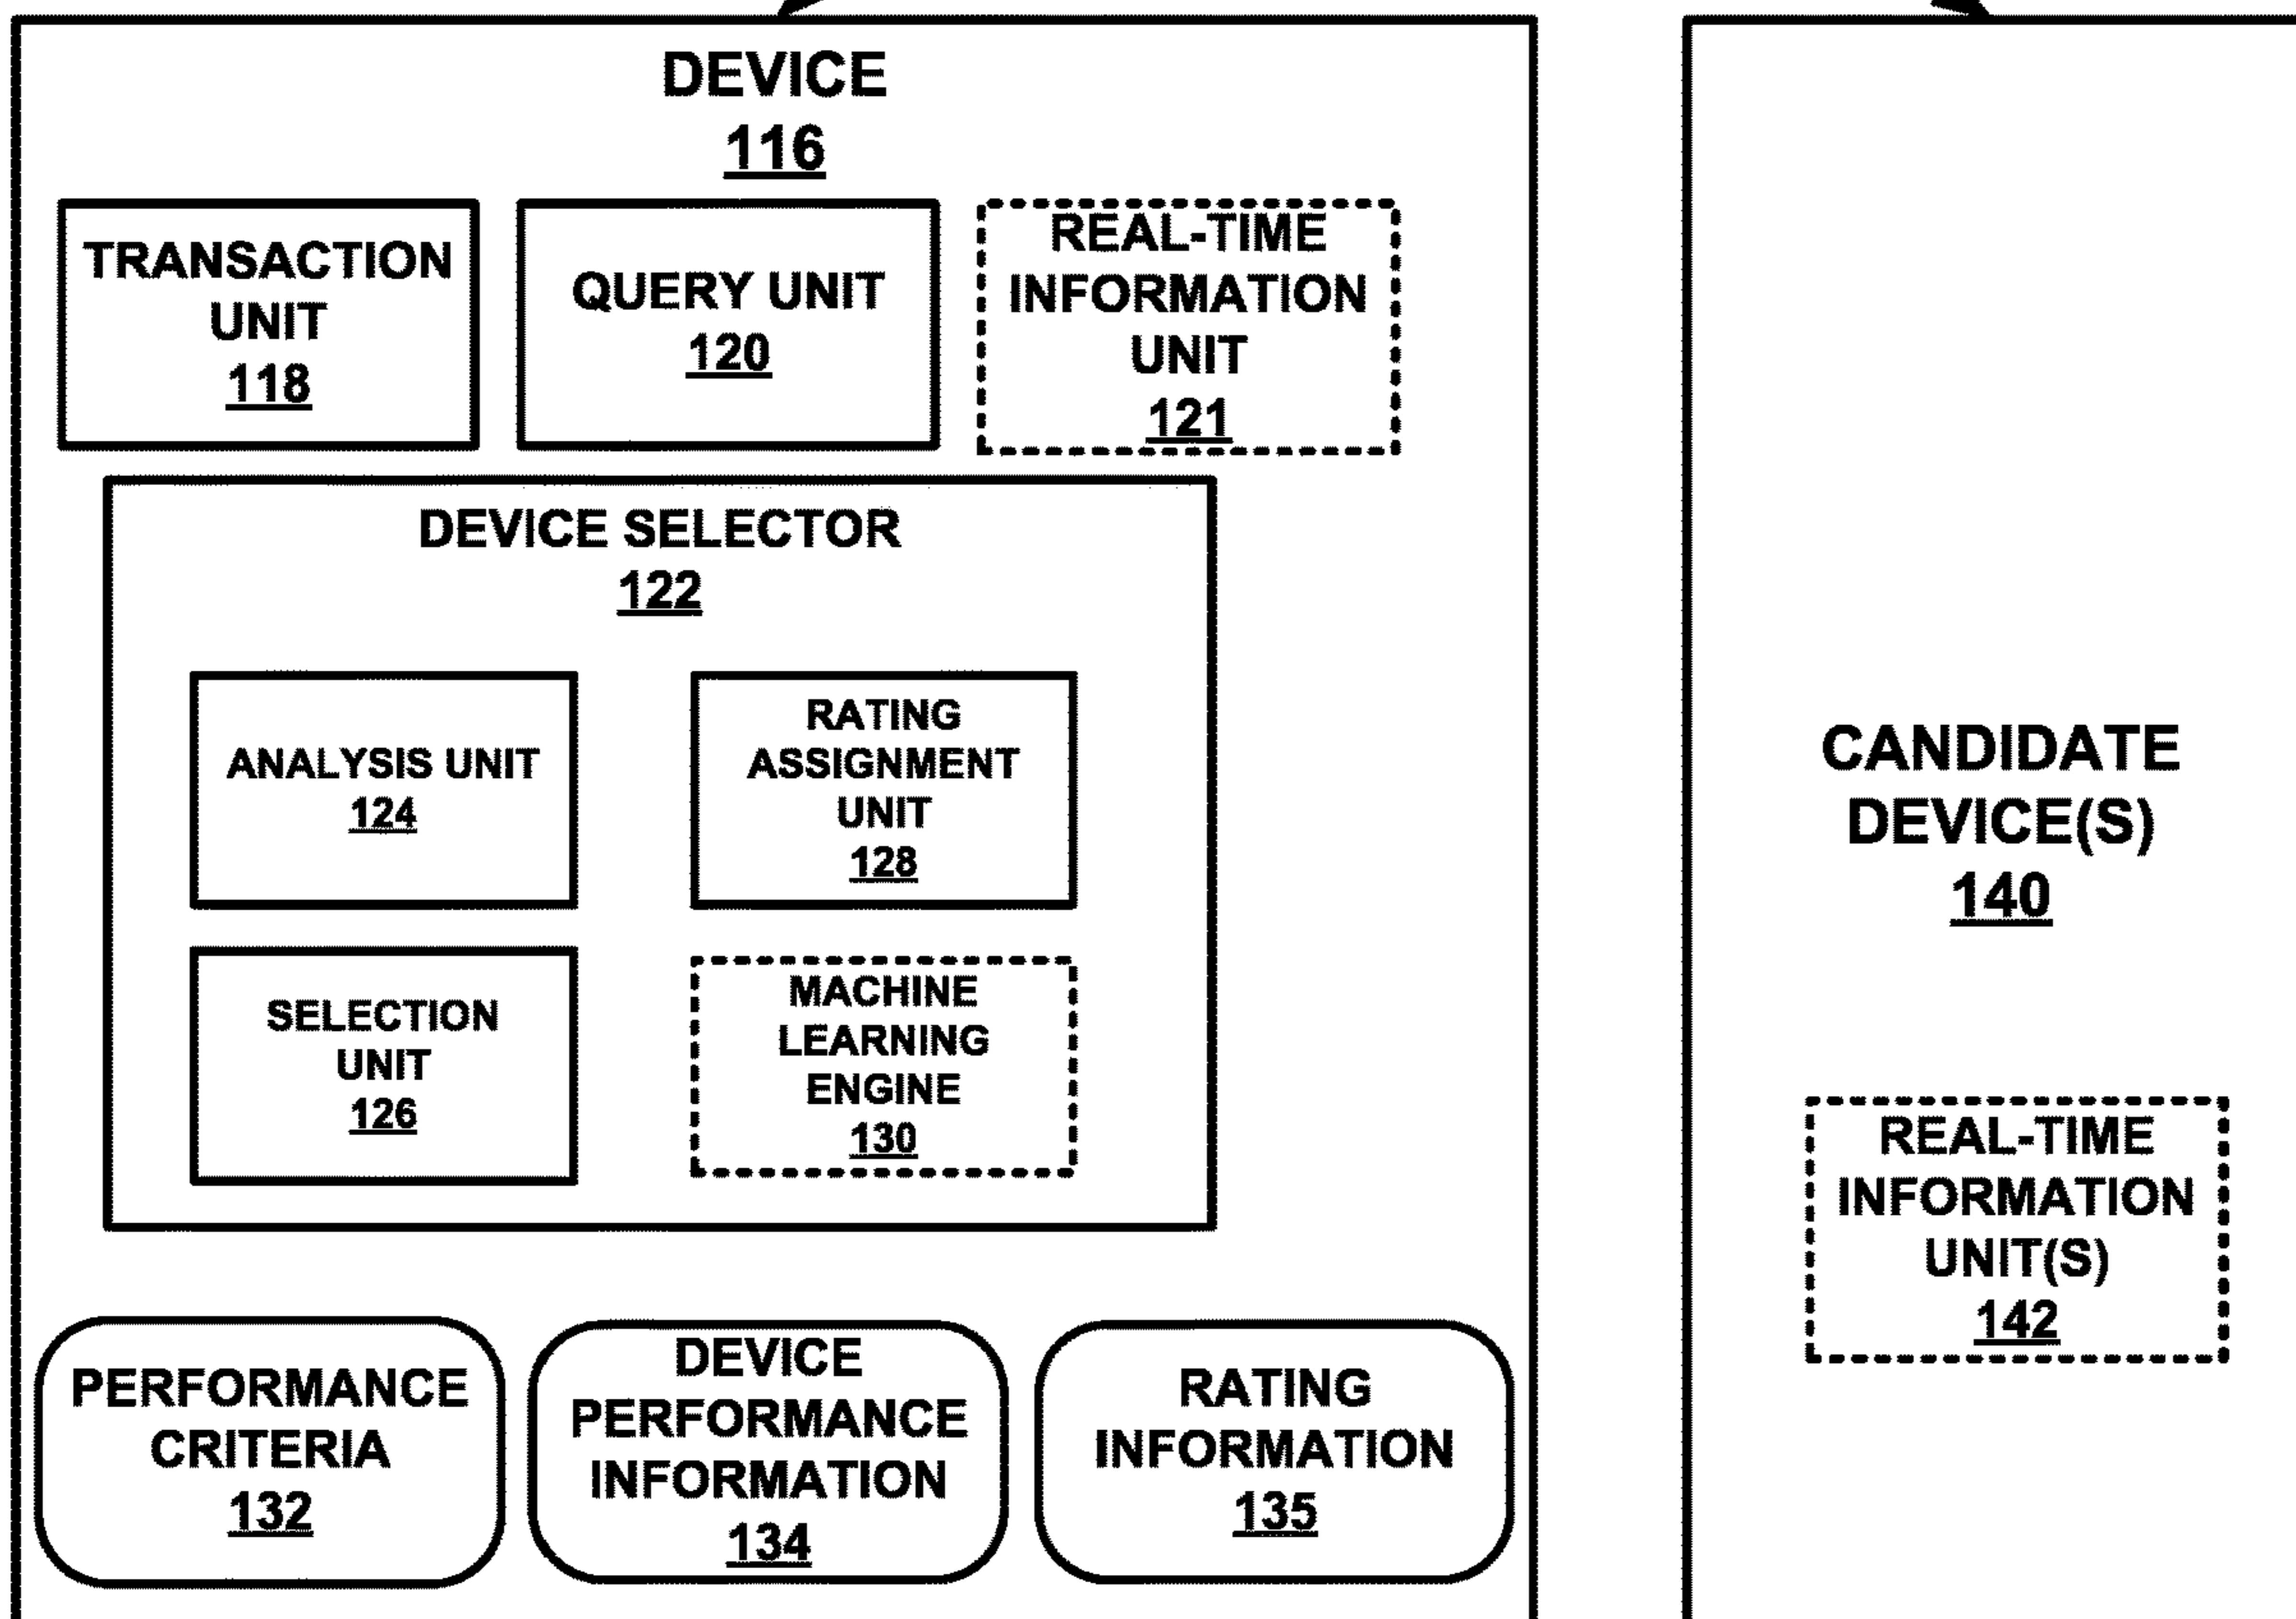 DEVICE
116
TRANSACTION
UNIT
118
QUERY UNIT
120
REAL-TIME
INFORMATION
UNIT
121
DEVICE SELECTOR
122
ANALYSIS UNIT
124
RATING
ASSIGNMENT
UNIT
128
SELECTION
UNIT
126
MACHINE
LEARNING
ENGINE
130
PERFORMANCE
CRITERIA
132
DEVICE
PERFORMANCE
INFORMATION
134
RATING
INFORMATION
135
CANDIDATE
DEVICE(S)
140
REAL-TIME
INFORMATION
UNIT(S)
142